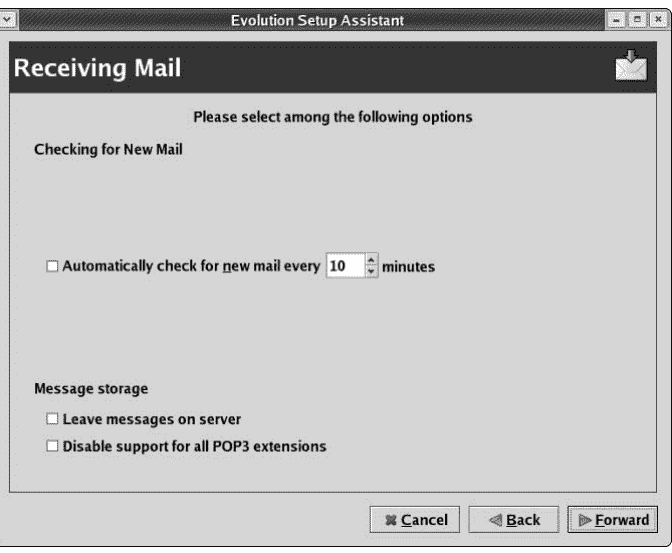 Evolution Setup Assistant
Receiving Mail
Please select among the following options
Checking for New Mail
Automatically check for new mail every 10 minutes
Message storage
Leave messages on server
Disable support for all POP3 extensions
Cancel Back Forward